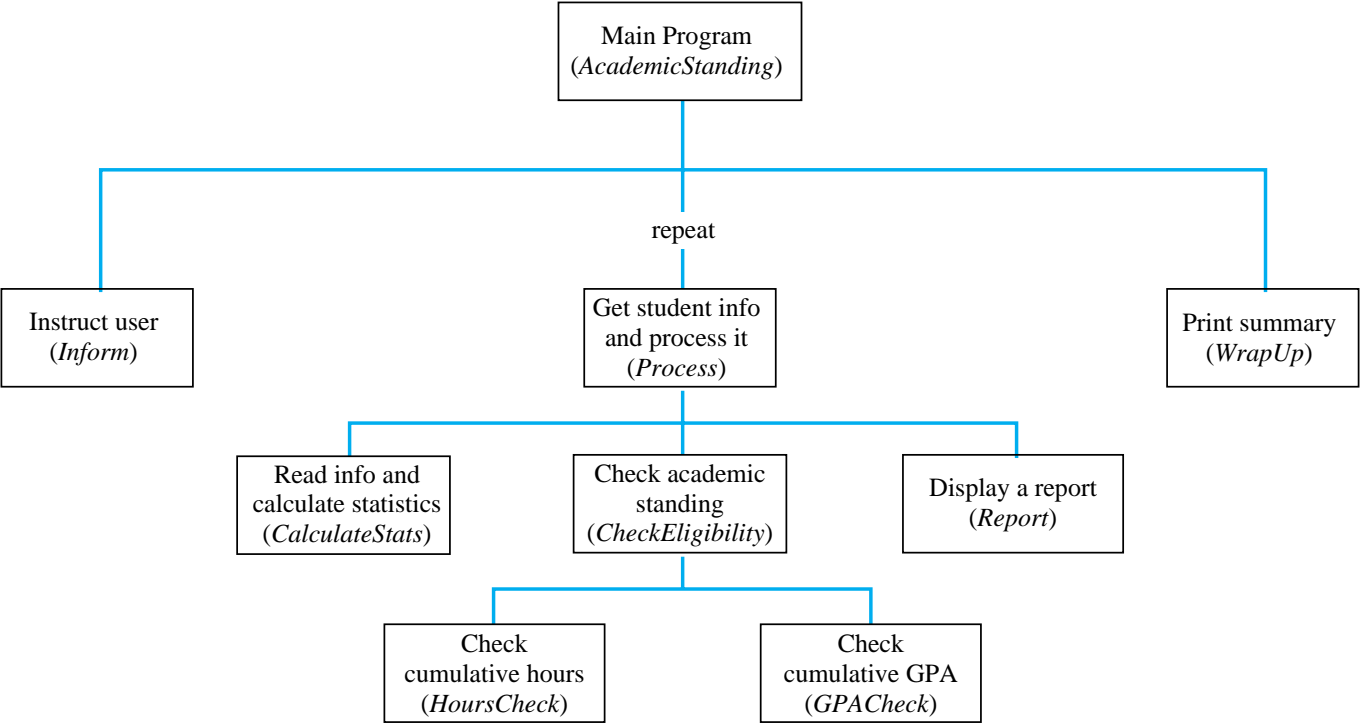 Main Program
(AcademicStanding)
repeat
Instruct user
(Inform)
Get student info
and process it
(Process)
Print summary
(WrapUp)
Read info and
calculate statistics
(CalculateStats)
Check academic
standing
(CheckEligibility)
Display a report
(Report)
Check
cumulative hours
(HoursCheck)
Check
cumulative GPA
(GPACheck)